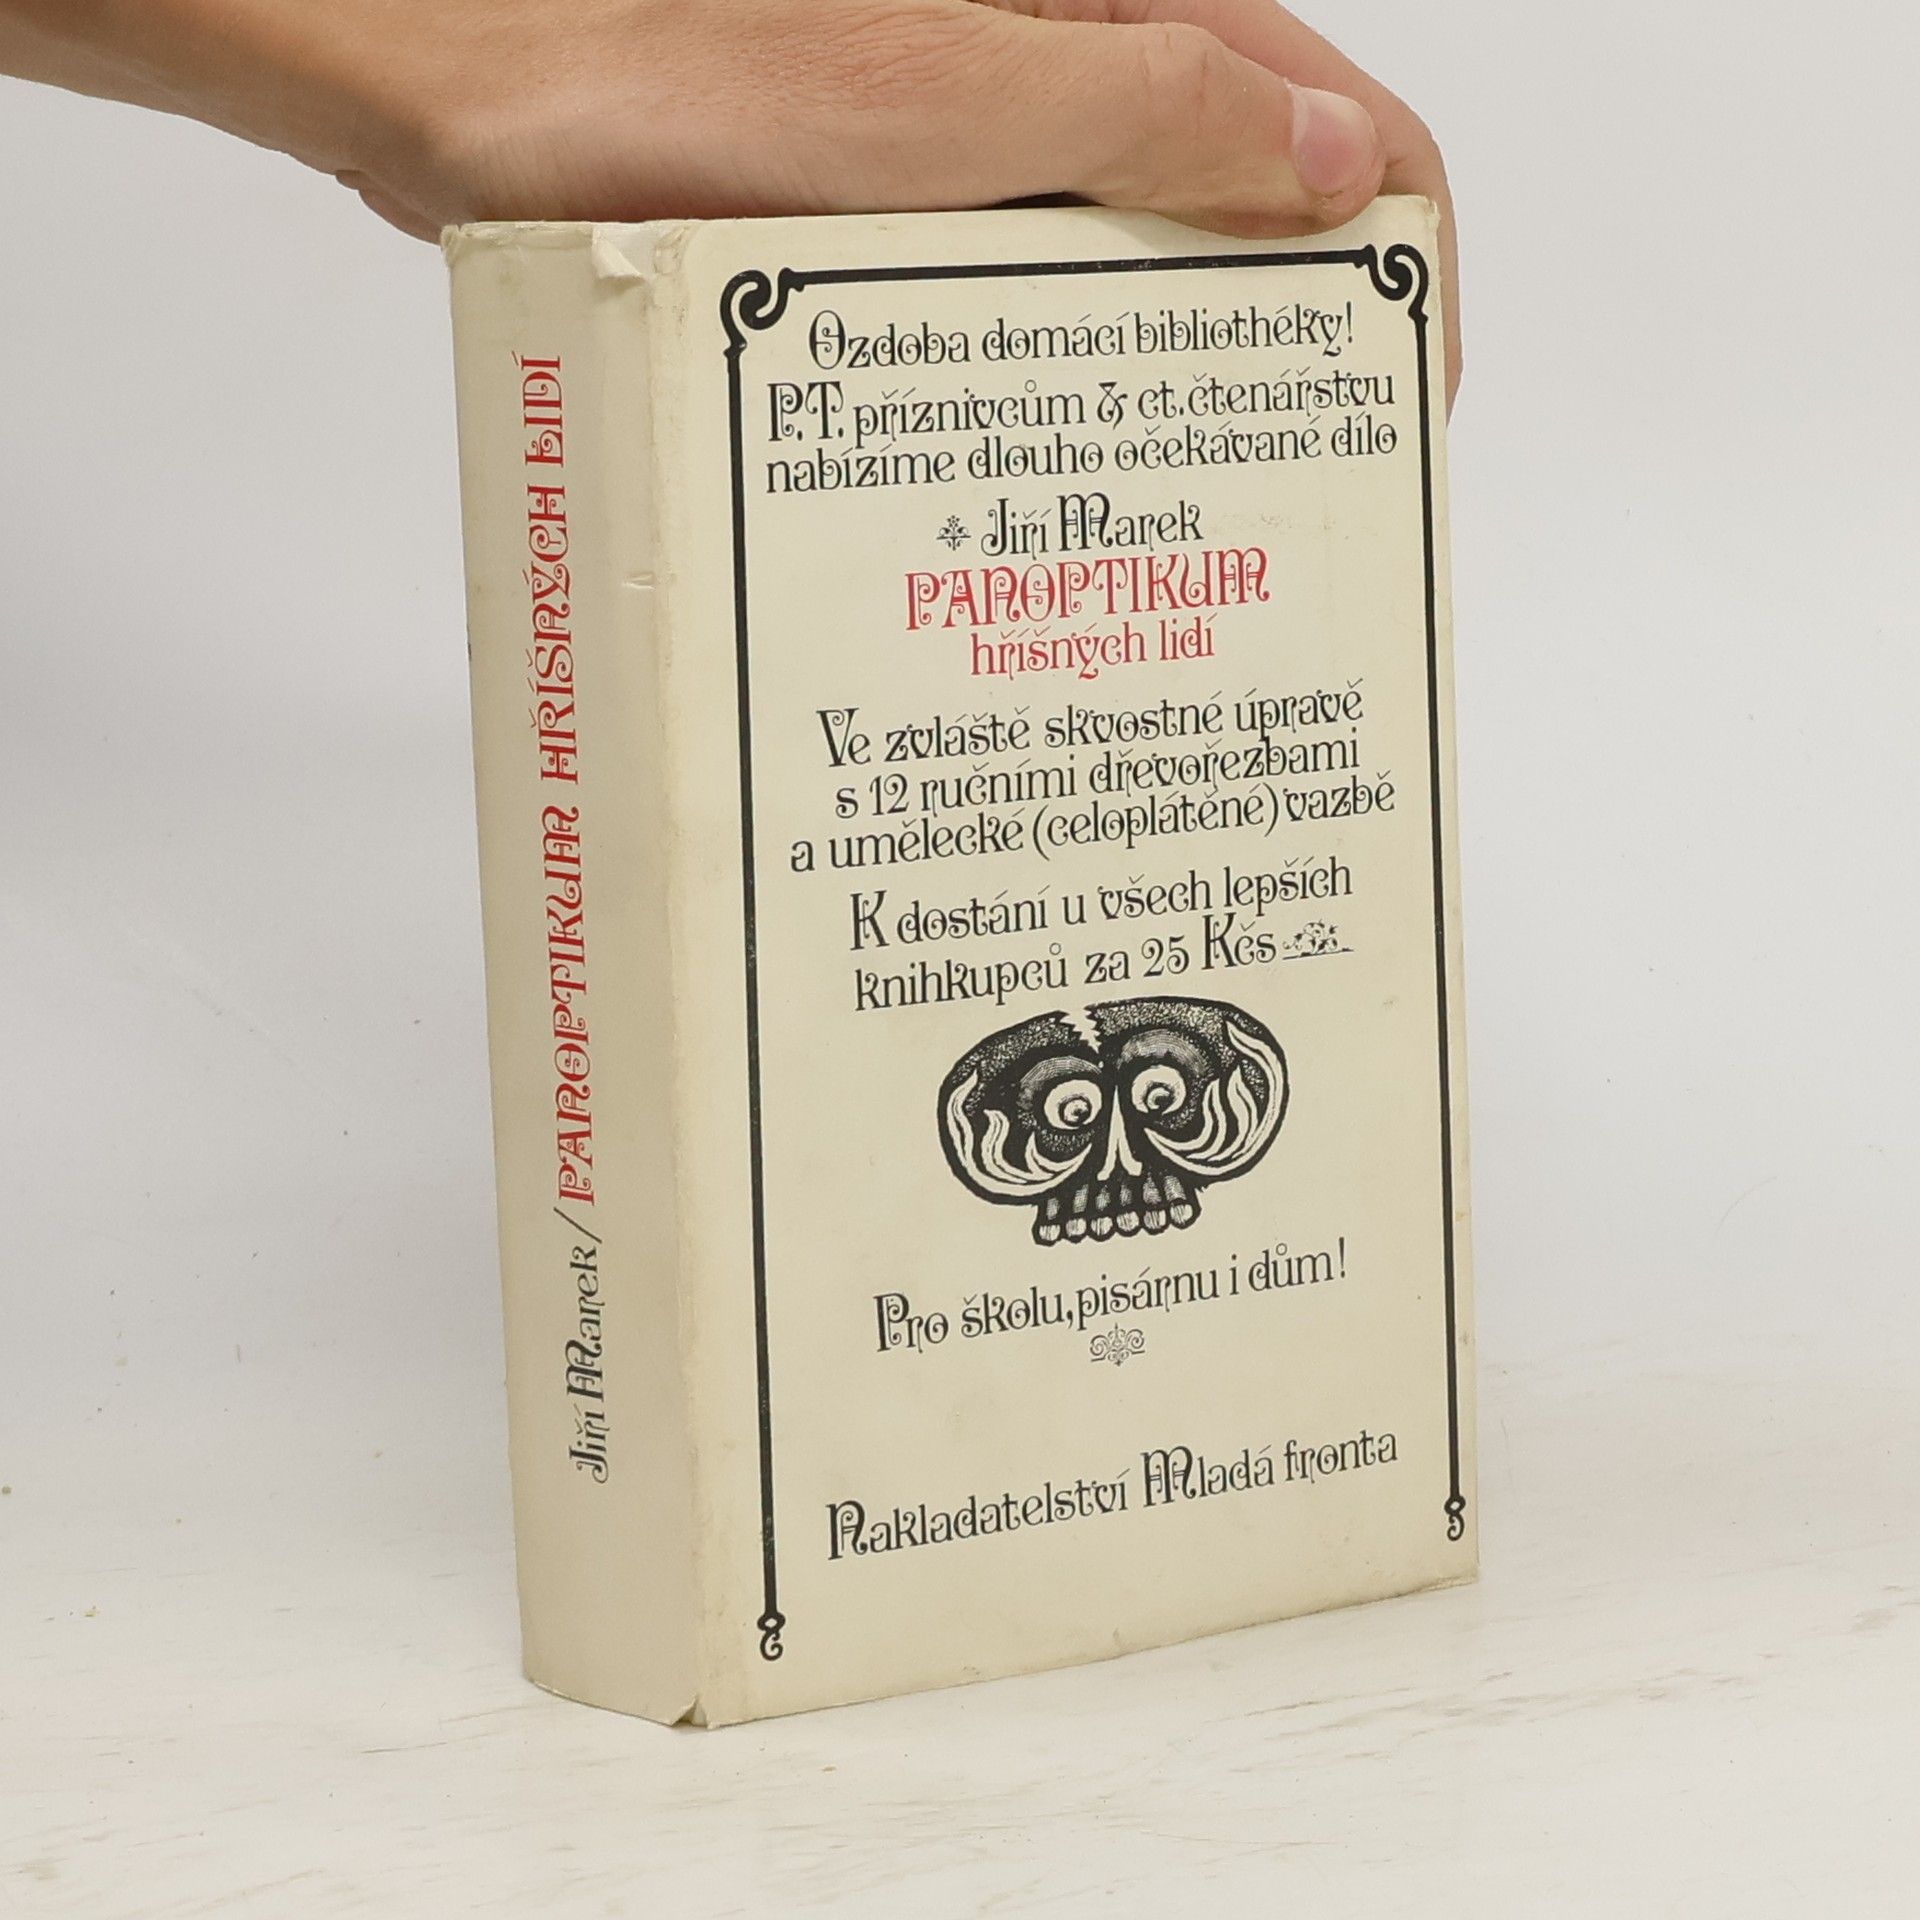 Jiří Marek / PANOPTIKUM HŘÍŠNÝCH LIDÍ
Ozdoba domácí bibliothéky!
P.T. příznivcům & ct. čtenářstvu
nabízíme dlouho očekávané dílo
Jiří Marek
PANOPTIKUM
hříšných lidí
Ve zvláště skvostné úpravě
s 12 ručními dřevořezbami
a umělecké (celoplátěné) vazbě
K dostání u všech lepších
knihkupců za 25 Kčs
Pro školu, pisárnu i dům!
Nakladatelství Mladá fronta